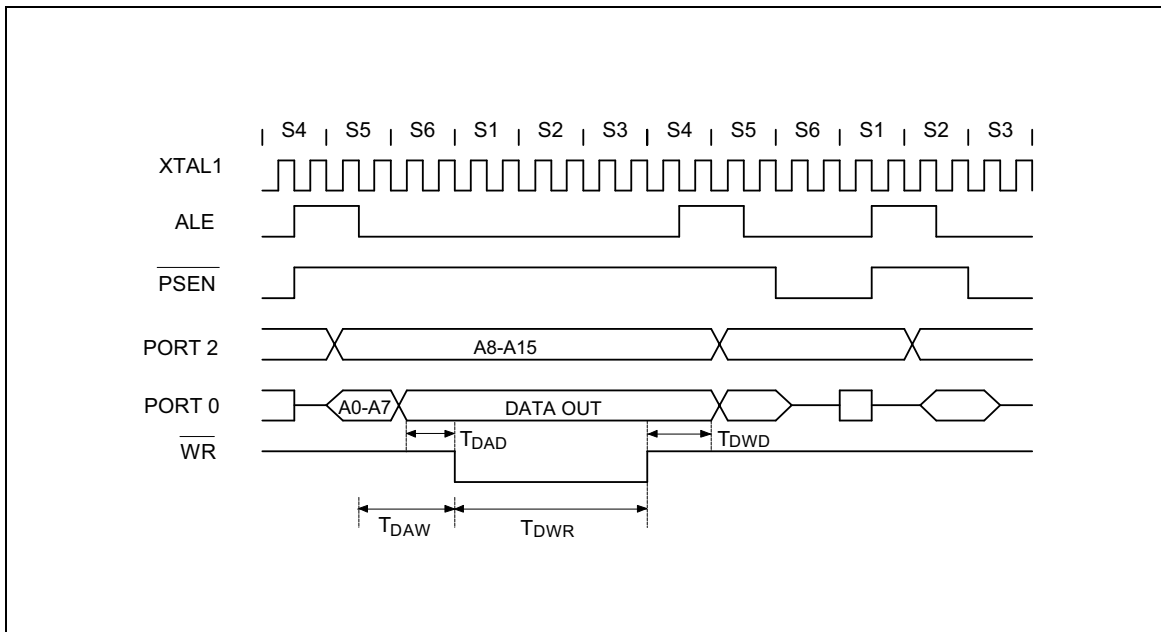 S4 S5 S6 S1 S2 S3 S4 S5 S6 S1 S2 S3
XTAL1
ALE
PSEN
PORT 2 A8-A15
PORT 0 A0-A7 DATA OUT
TDAD TDWD
WR
TDAW TDWR